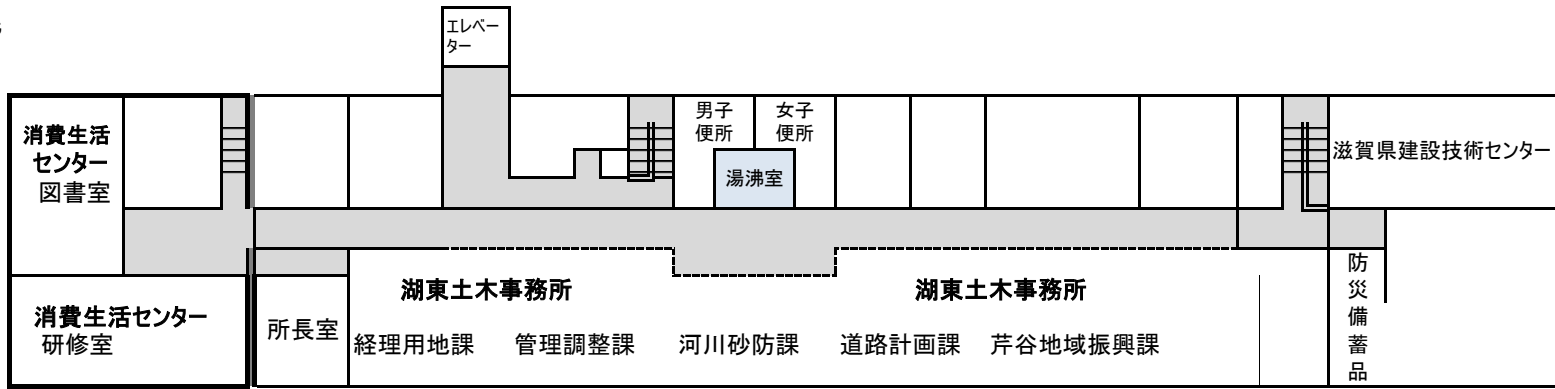 エレベー
ター
消費生活
センター
図書室
男子
便所
女子
便所
湯沸室
滋賀県建設技術センター
消費生活センター
研修室
所長室
湖東土木事務所
湖東土木事務所
経理用地課
管理調整課
河川砂防課
道路計画課
芹谷地域振興課
防
災
備
蓄
品